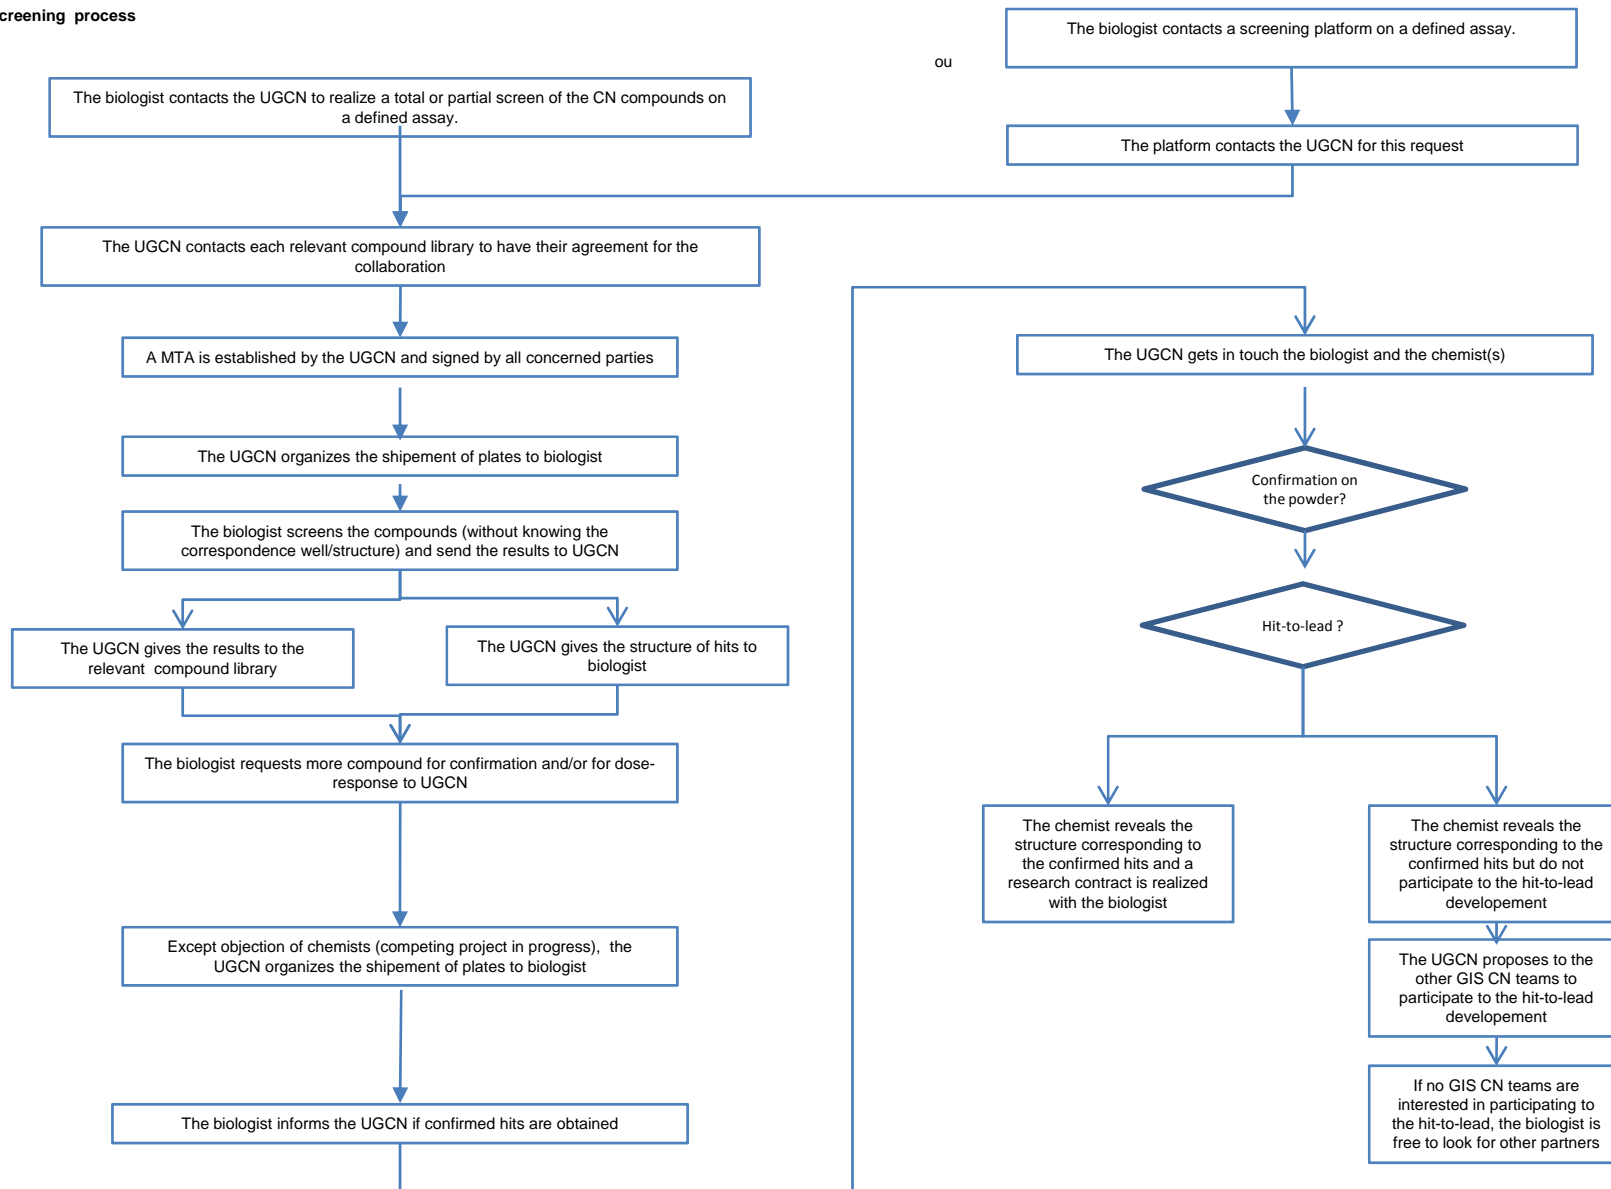 creening process
The biologist contacts a screening platform on a defined assay.
ou
The biologist contacts the UGCN to realize a total or partial screen of the CN compounds on
a defined assay.
The platform contacts the UGCN for this request
The UGCN contacts each relevant compound library to have their agreement for the
collaboration
A MTA is established by the UGCN and signed by all concerned parties
The UGCN organizes the shipement of plates to biologist
The biologist screens the compounds (without knowing the
correspondence well/structure) and send the results to UGCN
The UGCN gives the results to the
relevant compound library
The UGCN gives the structure of hits to
biologist
The biologist requests more compound for confirmation and/or for dose-
response to UGCN
Except objection of chemists (competing project in progress), the
UGCN organizes the shipement of plates to biologist
The biologist informs the UGCN if confirmed hits are obtained
The UGCN gets in touch the biologist and the chemist(s)
Confirmation on
the powder?
Hit-to-lead ?
The chemist reveals the
structure corresponding to
the confirmed hits and a
research contract is realized
with the biologist
The chemist reveals the
structure corresponding to the
confirmed hits but do not
participate to the hit-to-lead
developement
The UGCN proposes to the
other GIS CN teams to
participate to the hit-to-lead
developement
If no GIS CN teams are
interested in participating to
the hit-to-lead, the biologist is
free to look for other partners